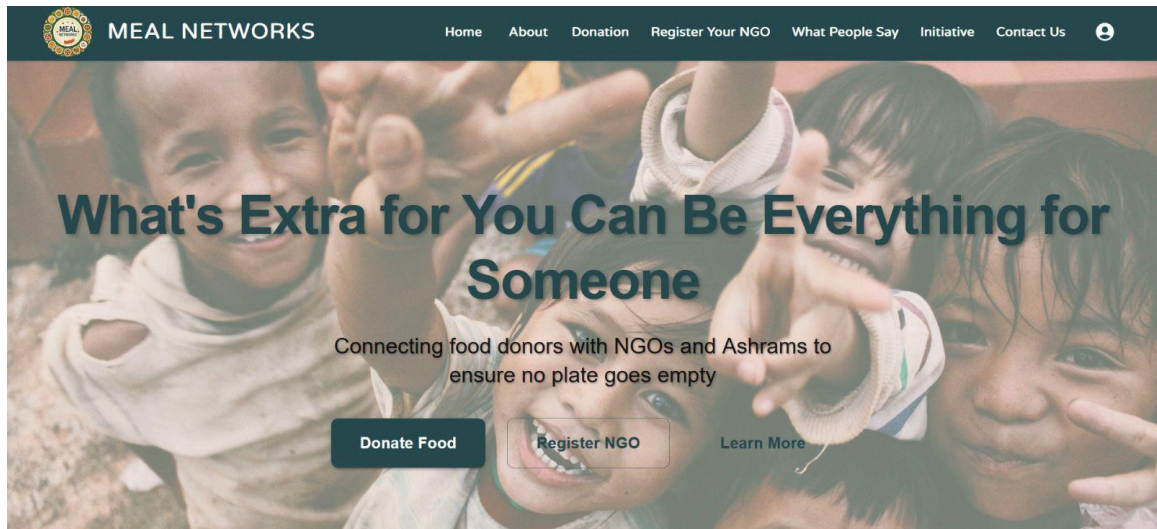 MEAL
NETWORKS
MEAL NETWORKS
Home
About
Donation
Register Your NGO
What People Say
Initiative
Contact Us
What's Extra for You Can Be Everything for
Someone
Connecting food donors with NGOs and Ashrams to
ensure no plate goes empty
Donate Food
Register NGO
Learn More